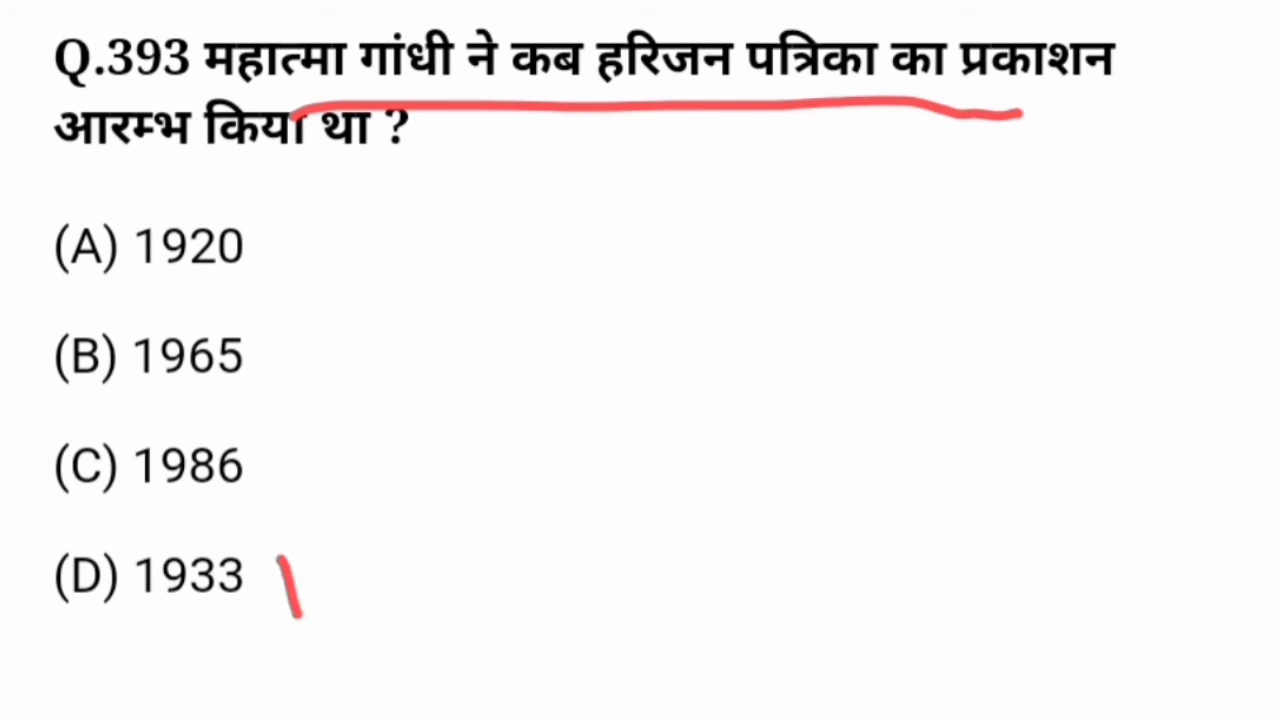 Q.393 महात्मा गांधी ने कब हरिजन पत्रिका का प्रकाशन
आरम्भ किया था ?
(A) 1920
(B) 1965
(C) 1986
(D) 1933